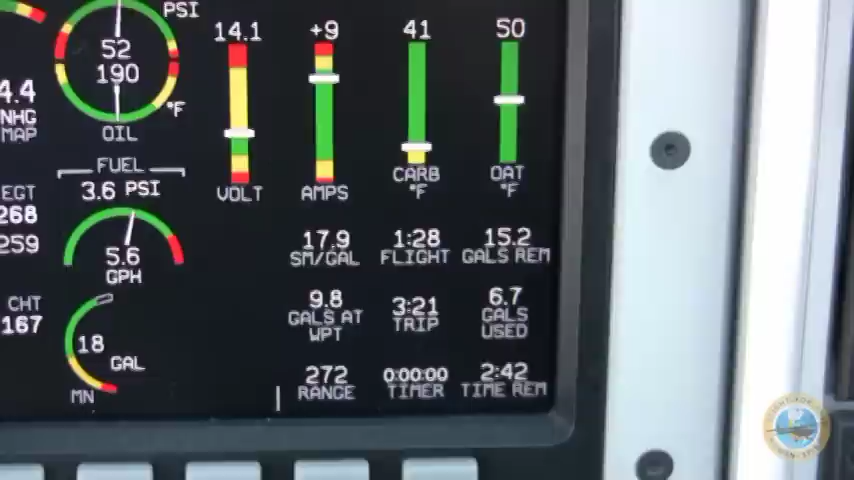 PSI
52
190
°F
OIL
4.4
NHG
MAP
14.1
VOLT
+9
AMPS
41
CARB
°F
50
OAT
°F
FUEL
3.6 PSI
5.6
GPH
EGT
268
259
CHT
167
18
GAL
MN
17.9
SM/GAL
1:28
FLIGHT
15.2
GALS REM
9.8
GALS AT
WPT
3:21
TRIP
6.7
GALS
USED
272
RANGE
0:00:00
TIMER
2:42
TIME REM